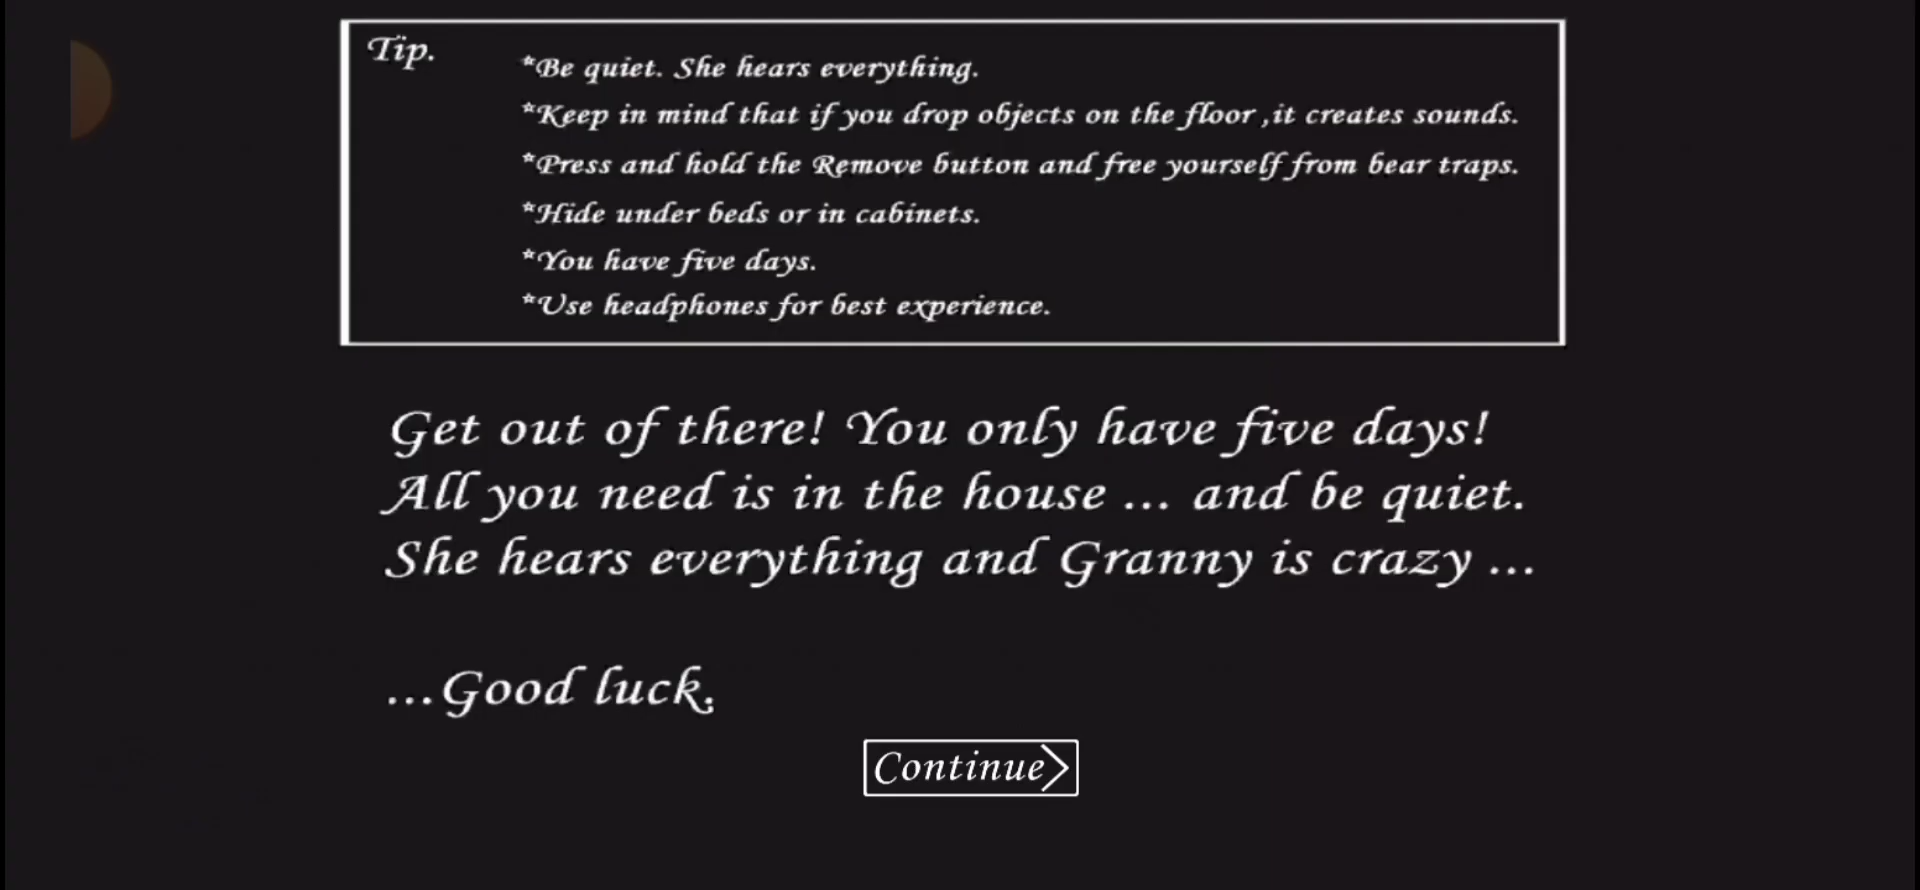 Tip.
*Be quiet. She hears everything.
*Keep in mind that if you drop objects on the floor ,it creates sounds.
*Press and hold the Remove button and free yourself from bear traps.
*Hide under beds or in cabinets.
*You have five days.
*Use headphones for best experience.
Get out of there! You only have five days!
All you need is in the house ... and be quiet.
She hears everything and Granny is crazy ...
...Good luck.
Continue>